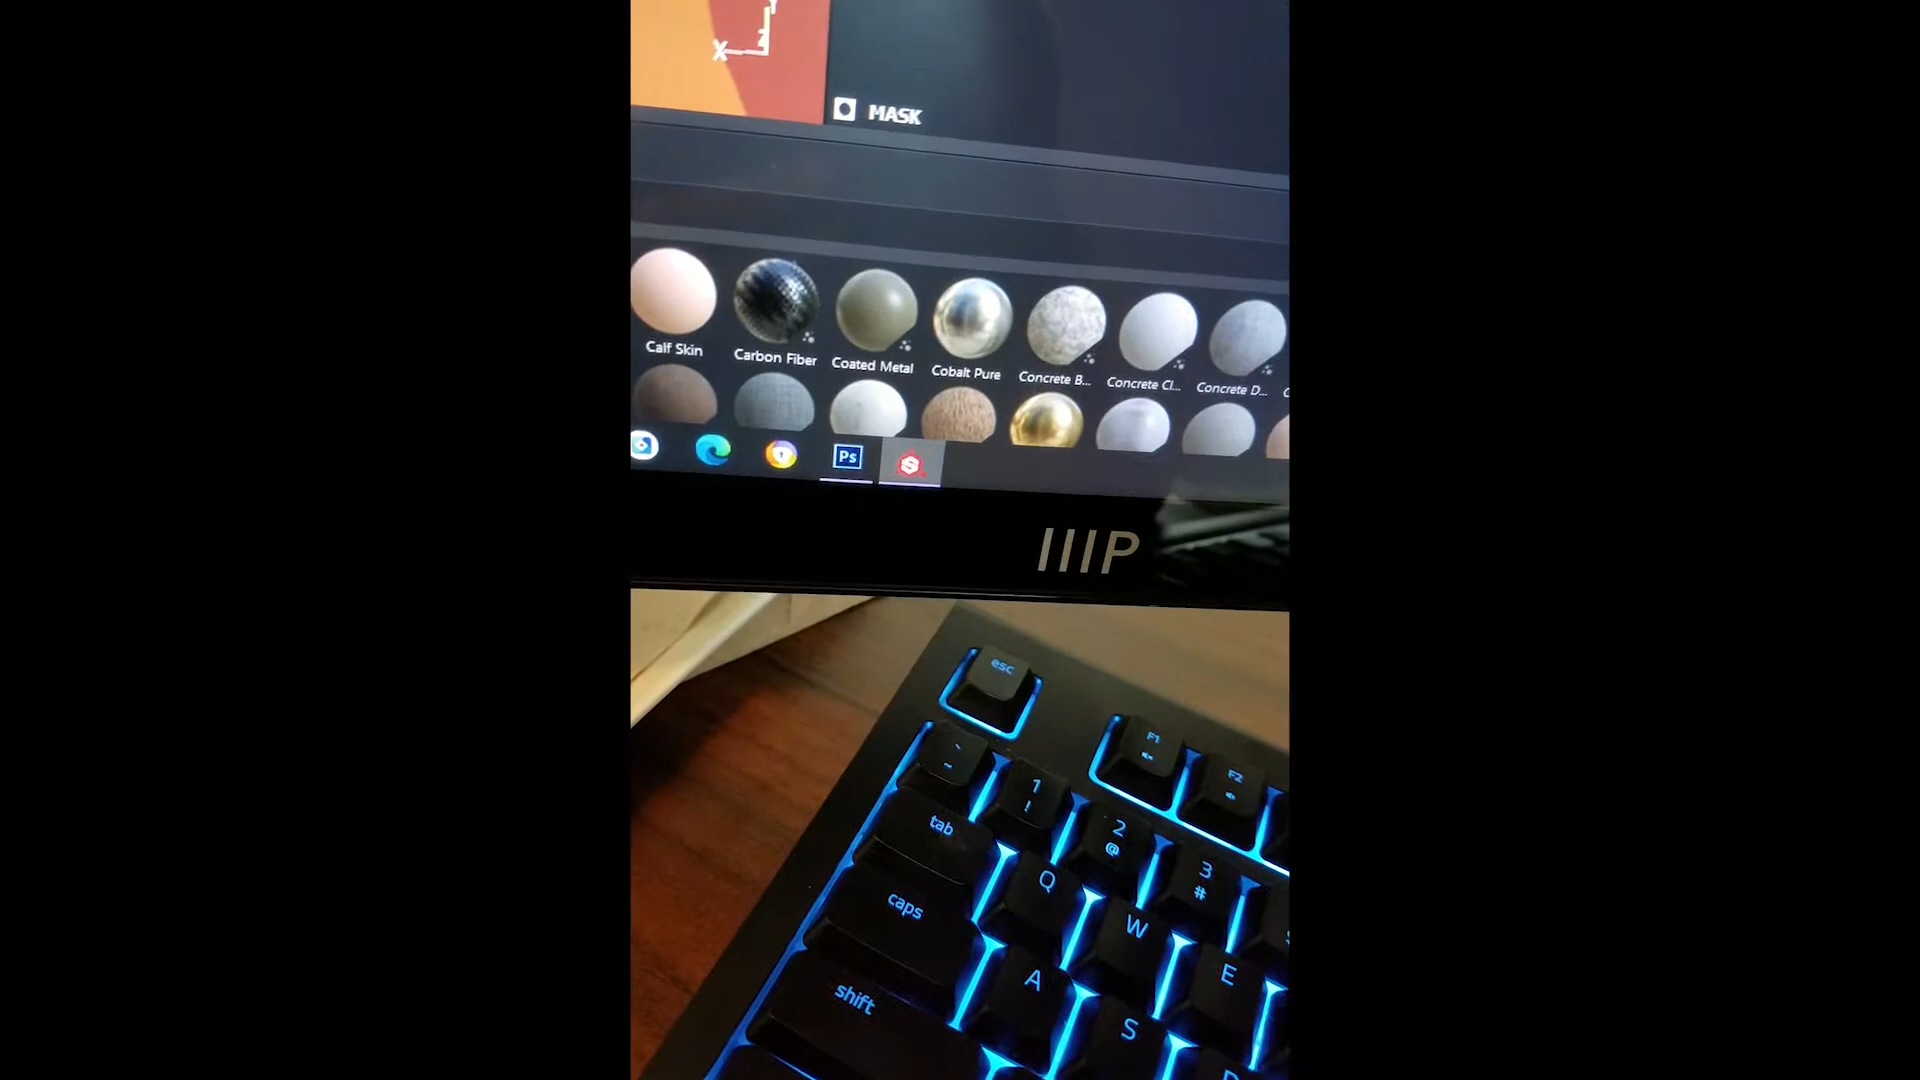 Y
Z
X
MASK
Calf Skin
Carbon Fiber
Coated Metal
Cobalt Pure
Concrete B...
Concrete Cl...
Concrete D...
Ps
IIIP
esc
F1
F2
` ~
1 !
2 @
3 #
tab
Q
W
E
caps
A
S
shift